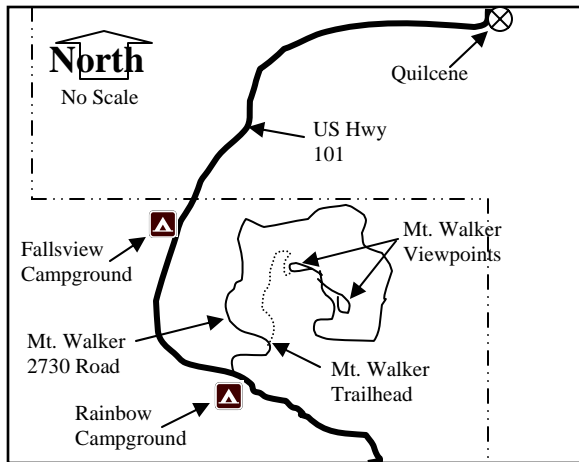 North
No Scale
Quilcene
US Hwy
101
Fallsview
Campground
Mt. Walker
Viewpoints
Mt. Walker
2730 Road
Mt. Walker
Trailhead
Rainbow
Campground